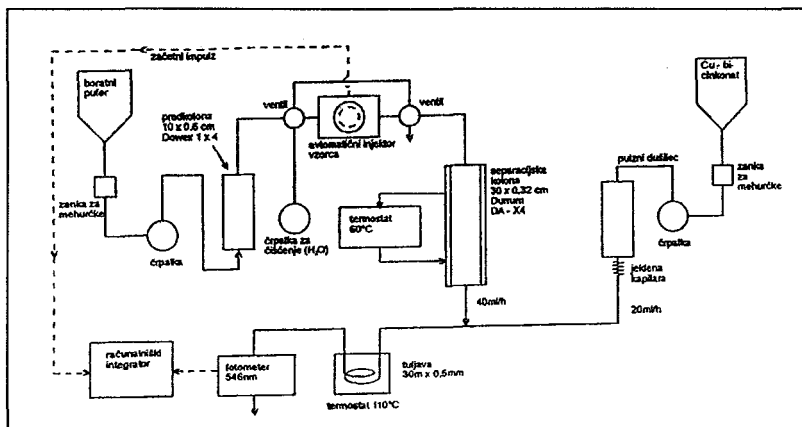 začetni impulz
boratni
pufer
Cu - bi-
cinkonat
predkolona
10 x 0,6 cm
Dowex 1 x 4
ventil
ventil
avtomatični injektor
vzorca
pulzni dušilec
zanka
za
mehurčke
zanka za
mehurčke
črpalka
črpalka za
čiščenje (H₂O)
termostat
60°C
separacijska
kolona
30 x 0,32 cm
Durrum
DA - X4
črpalka
jeklena
kapilara
40ml/h
20ml/h
računalniški
integrator
fotometer
546nm
tuljava
30m x 0,5mm
termostat 110°C